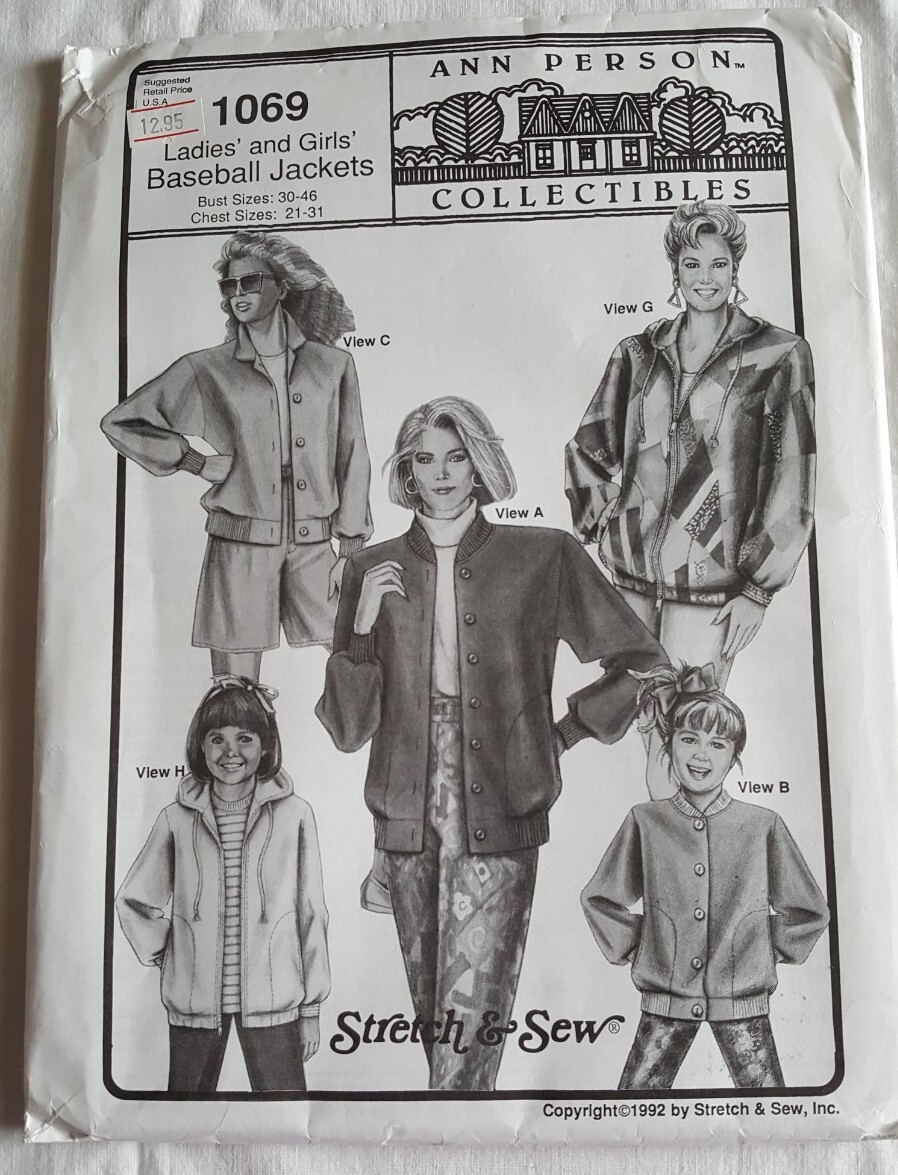 Suggested
Retail Price
U.S.A
12.95
1069
Ladies' and Girls'
Baseball Jackets
Bust Sizes: 30-46
Chest Sizes: 21-31
ANN PERSON™
COLLECTIBLES
View C
View G
View A
View H
View B
Stretch & Sew®
Copyright©1992 by Stretch & Sew, Inc.